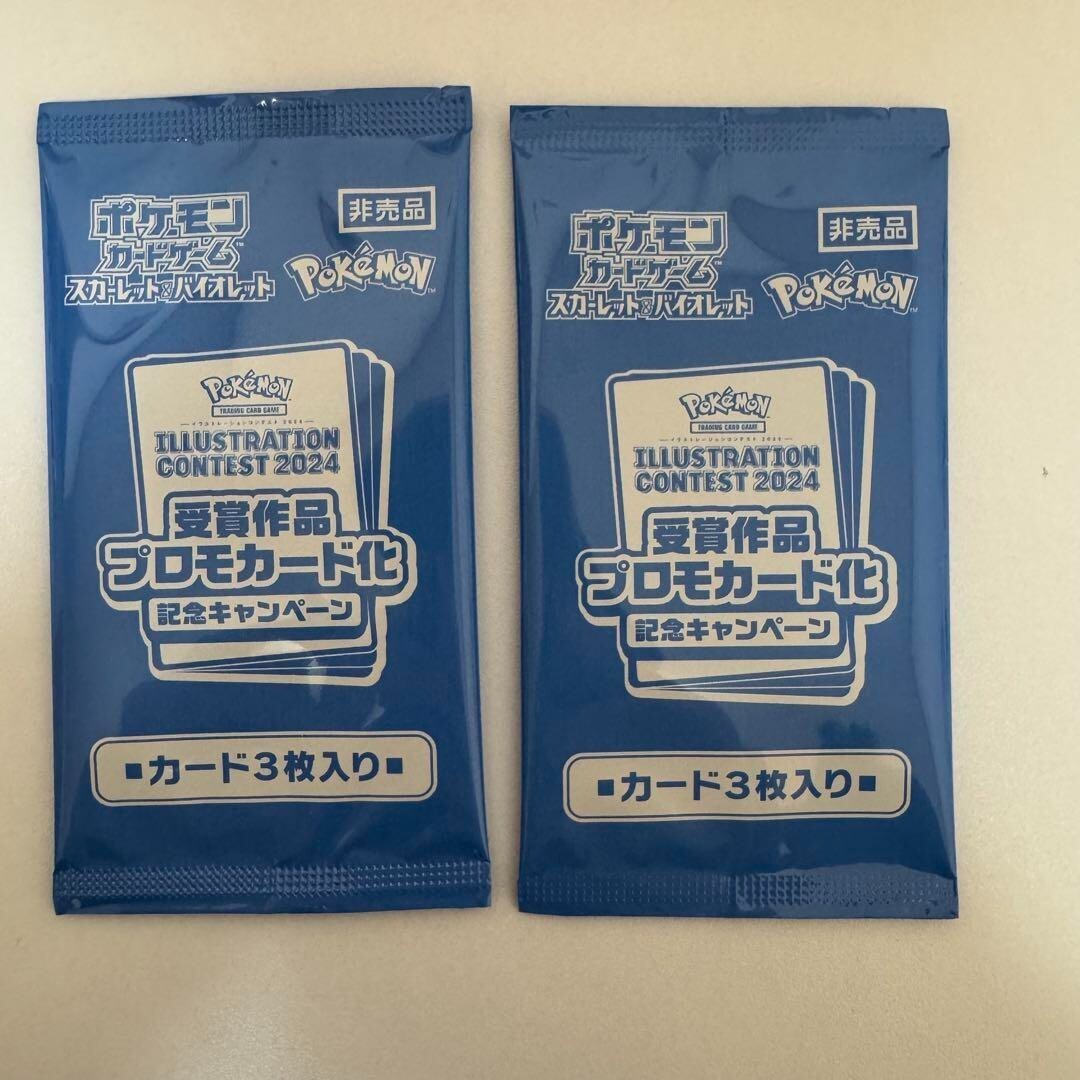 非売品
ポケモン
カードゲーム™
スカーレット&バイオレット
POKéMON™
POKéMON
TRADING CARD GAME
イラストレーションコンテスト 2024
ILLUSTRATION
CONTEST 2024
受賞作品
プロモカード化
記念キャンペーン
■カード3枚入り■
非売品
ポケモン
カードゲーム™
スカーレット&バイオレット
POKéMON™
POKéMON
TRADING CARD GAME
イラストレーションコンテスト 2024
ILLUSTRATION
CONTEST 2024
受賞作品
プロモカード化
記念キャンペーン
■カード3枚入り■